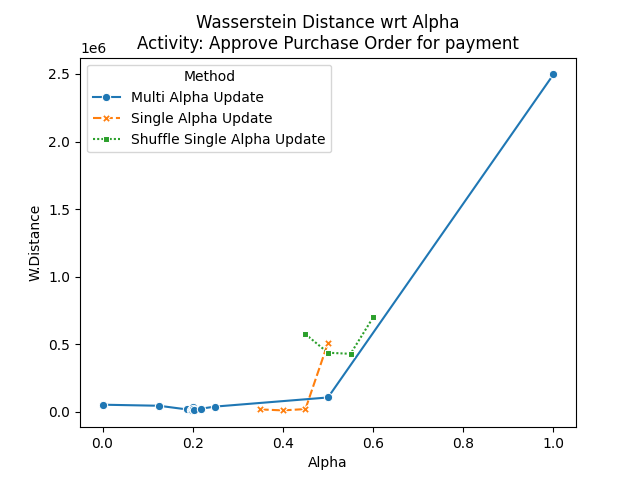 Wasserstein Distance wrt Alpha
Activity: Approve Purchase Order for payment
1e6
Method
Multi Alpha Update
Single Alpha Update
Shuffle Single Alpha Update
2.5
2.0
1.5
1.0
0.5
0.0
W.Distance
0.0 0.2 0.4 0.6 0.8 1.0
Alpha